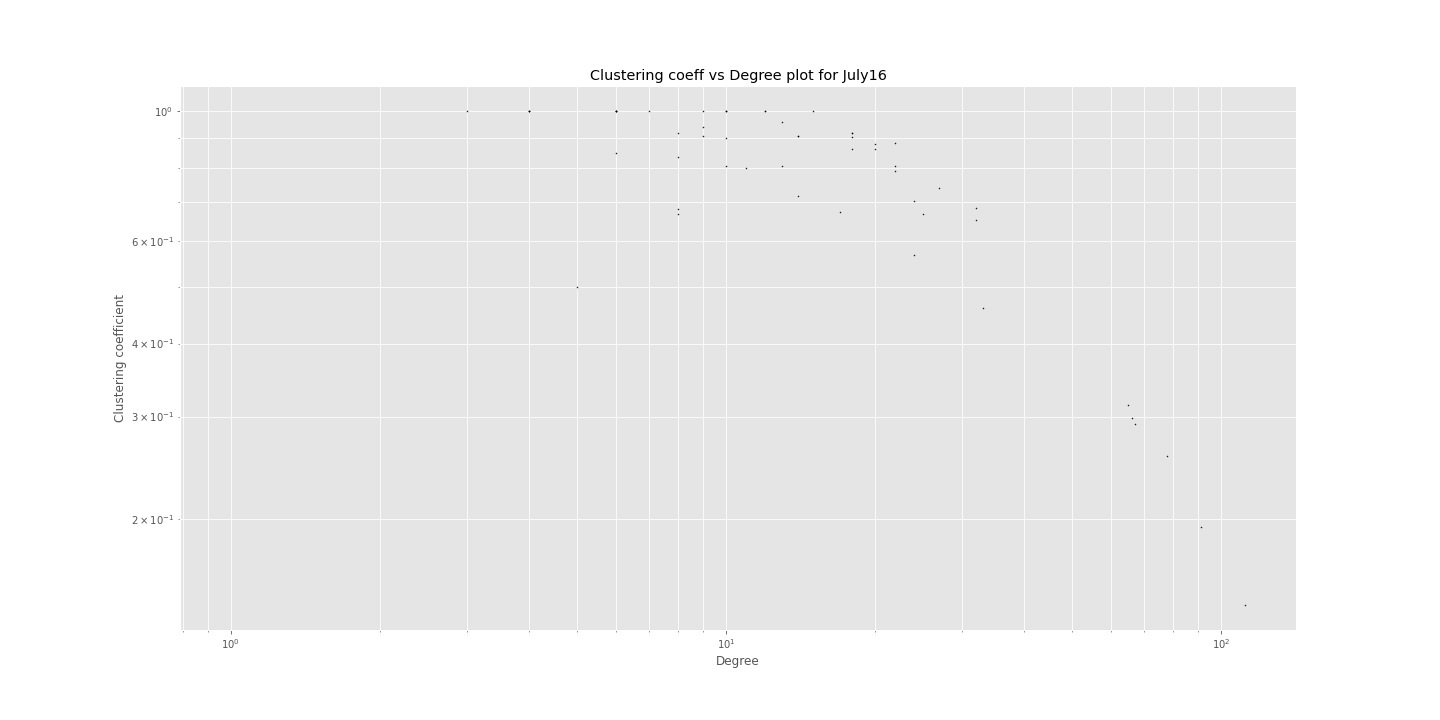 Clustering coeff vs Degree plot for July16
Clustering coefficient
10⁰
6 × 10⁻¹
4 × 10⁻¹
3 × 10⁻¹
2 × 10⁻¹
10⁰ 10¹ 10²
Degree